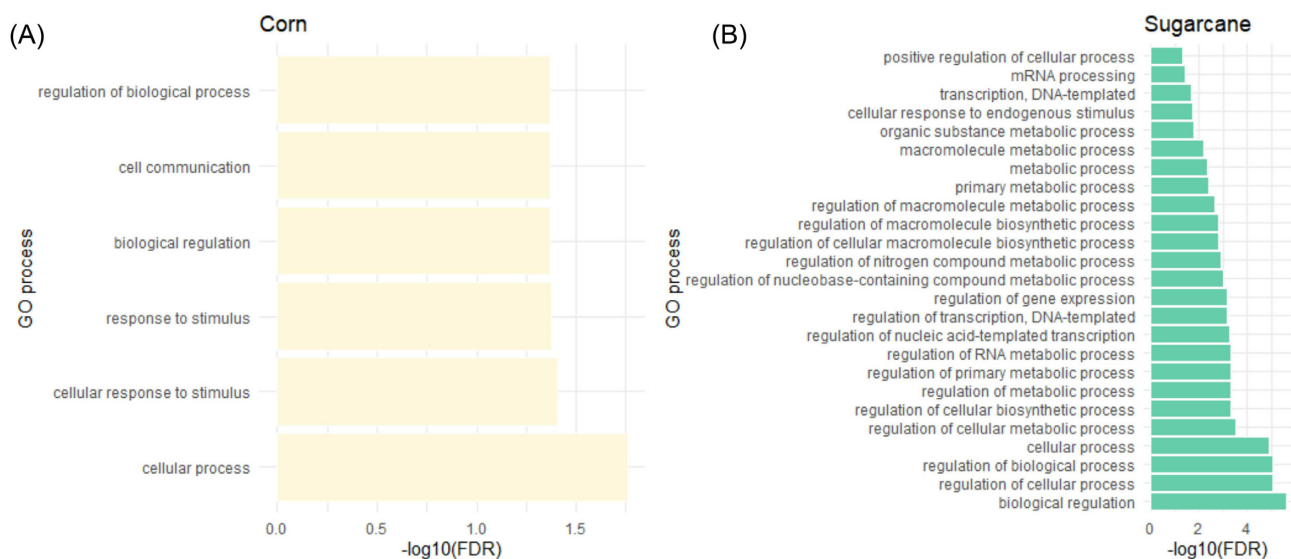 (A)
Corn
GO process
regulation of biological process
cell communication
biological regulation
response to stimulus
cellular response to stimulus
cellular process
0.0 0.5 1.0 1.5
-log10(FDR)
(B)
Sugarcane
GO process
positive regulation of cellular process
mRNA processing
transcription, DNA-templated
cellular response to endogenous stimulus
organic substance metabolic process
macromolecule metabolic process
metabolic process
primary metabolic process
regulation of macromolecule metabolic process
regulation of macromolecule biosynthetic process
regulation of cellular macromolecule biosynthetic process
regulation of nitrogen compound metabolic process
regulation of nucleobase-containing compound metabolic process
regulation of gene expression
regulation of transcription, DNA-templated
regulation of nucleic acid-templated transcription
regulation of RNA metabolic process
regulation of primary metabolic process
regulation of metabolic process
regulation of cellular biosynthetic process
regulation of cellular metabolic process
cellular process
regulation of biological process
regulation of cellular process
biological regulation
0 2 4
-log10(FDR)